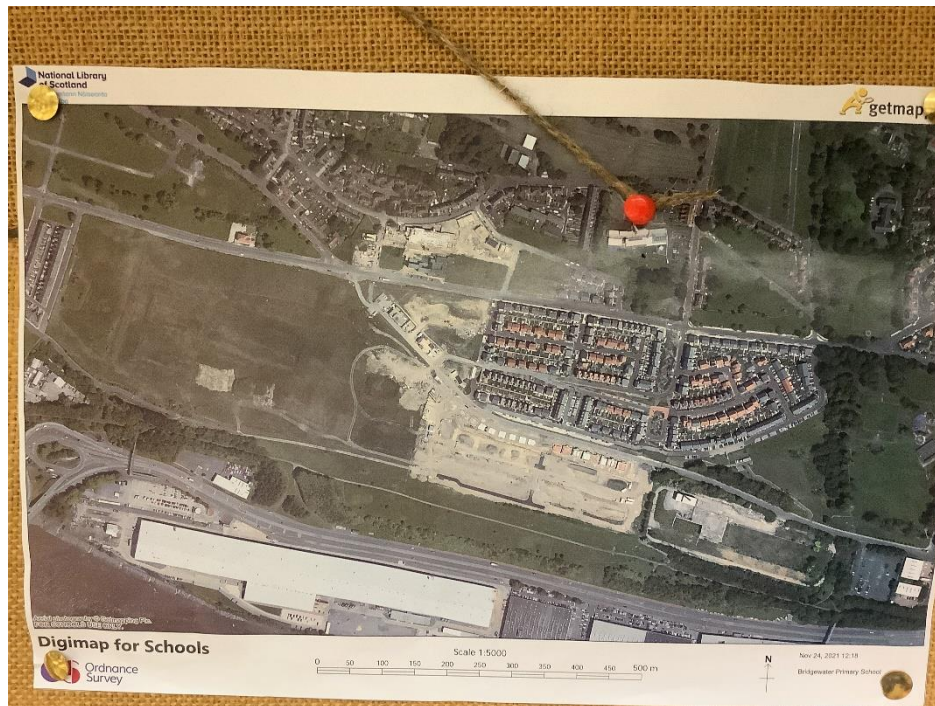 National Library
of Scotland
getmap
Digimap for Schools
Ordnance
Survey
Scale 1:5000
0 50 100 150 200 250 300 350 400 450 500 m
N
Nov 24, 2021 12:18
Bridgewater Primary School